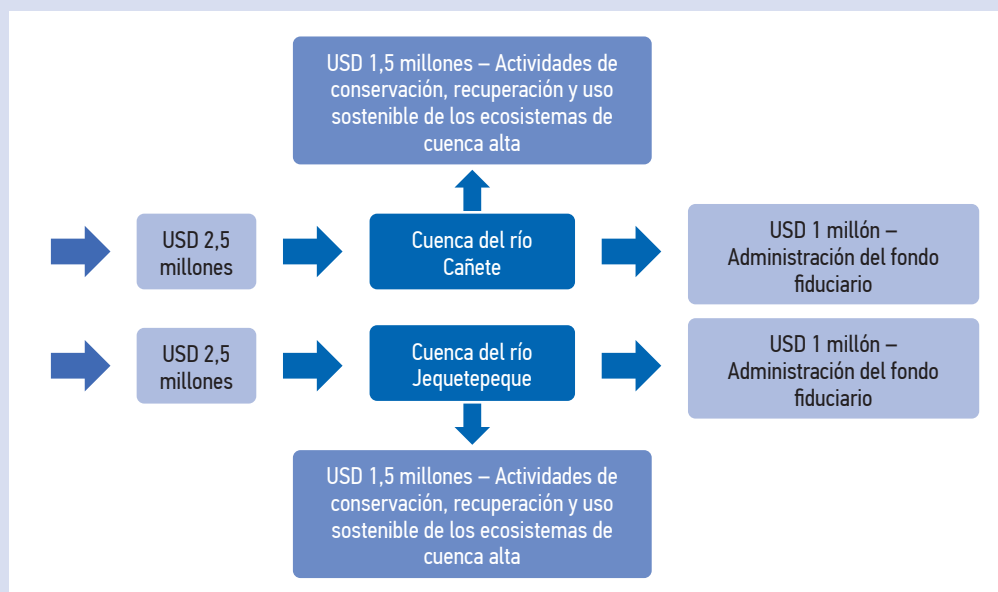 USD 1,5 millones – Actividades de
conservación, recuperación y uso
sostenible de los ecosistemas de
cuenca alta
USD 2,5
millones
Cuenca del río
Cañete
USD 1 millón –
Administración del fondo
fiduciario
USD 2,5
millones
Cuenca del río
Jequetepeque
USD 1 millón –
Administración del fondo
fiduciario
USD 1,5 millones – Actividades de
conservación, recuperación y uso
sostenible de los ecosistemas de
cuenca alta